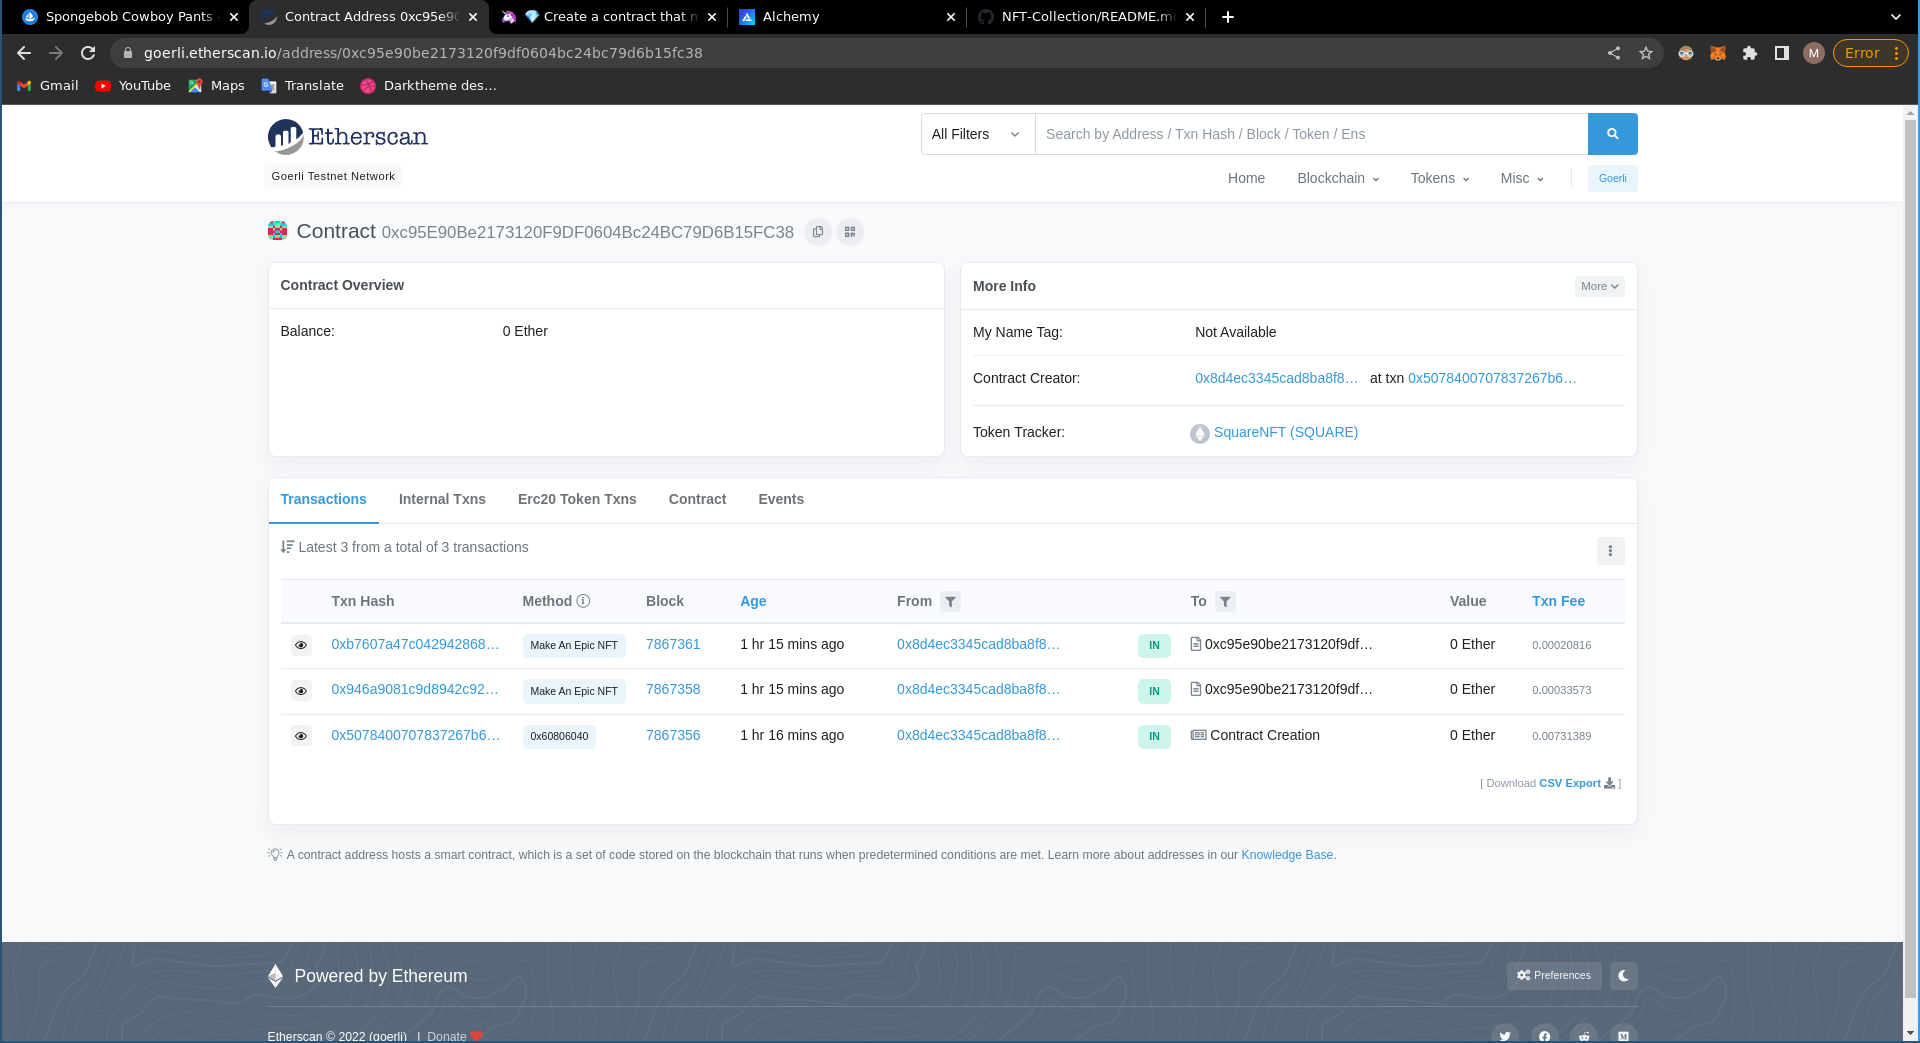 Spongebob Cowboy Pants
Contract Address 0xc95e90
Create a contract that
Alchemy
NFT-Collection/README.m
goerli.etherscan.io/address/0xc95e90be2173120f9df0604bc24bc79d6b15fc38
M
Error
Gmail
YouTube
Maps
Translate
Darktheme des...
Etherscan
All Filters
Search by Address / Txn Hash / Block / Token / Ens
Goerli Testnet Network
Home
Blockchain
Tokens
Misc
Goerli
Contract 0xc95E90Be2173120F9DF0604Bc24BC79D6B15FC38
Contract Overview
Balance: 0 Ether
More Info
More
My Name Tag: Not Available
Contract Creator: 0x8d4ec3345cad8ba8f8... at txn 0x5078400707837267b6...
Token Tracker: SquareNFT (SQUARE)
Transactions Internal Txns Erc20 Token Txns Contract Events
Latest 3 from a total of 3 transactions
Txn Hash Method Block Age From To Value Txn Fee
0xb7607a47c042942868... Make An Epic NFT 7867361 1 hr 15 mins ago 0x8d4ec3345cad8ba8f8... IN 0xc95e90be2173120f9df... 0 Ether 0.00020816
0x946a9081c9d8942c92... Make An Epic NFT 7867358 1 hr 15 mins ago 0x8d4ec3345cad8ba8f8... IN 0xc95e90be2173120f9df... 0 Ether 0.00033573
0x5078400707837267b6... 0x60806040 7867356 1 hr 16 mins ago 0x8d4ec3345cad8ba8f8... IN Contract Creation 0 Ether 0.00731389
[ Download CSV Export ]
A contract address hosts a smart contract, which is a set of code stored on the blockchain that runs when predetermined conditions are met. Learn more about addresses in our Knowledge Base.
Powered by Ethereum
Preferences
Etherscan © 2022 (goerli) | Donate